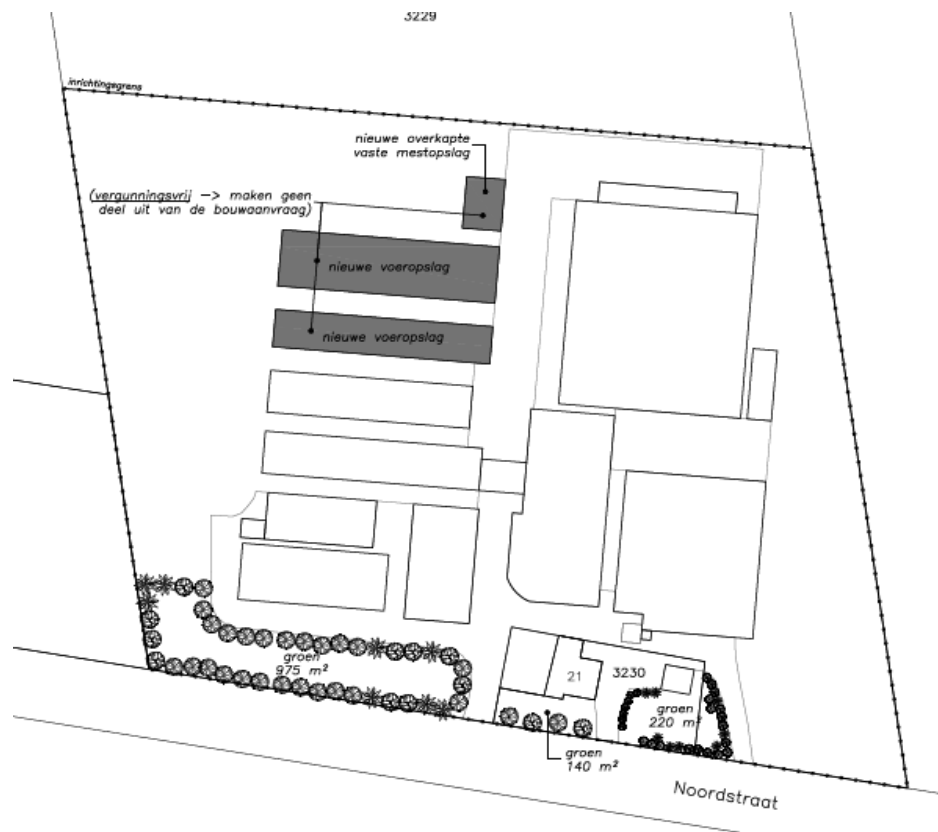 3229
inrichtingsgrens
nieuwe overkapte
vaste mestopslag
(vergunningsvrij —> maken geen
deel uit van de bouwaanvraag)
nieuwe voeropslag
nieuwe voeropslag
groen
975 m²
21
3230
groen
220 m²
groen
140 m²
Noordstraat